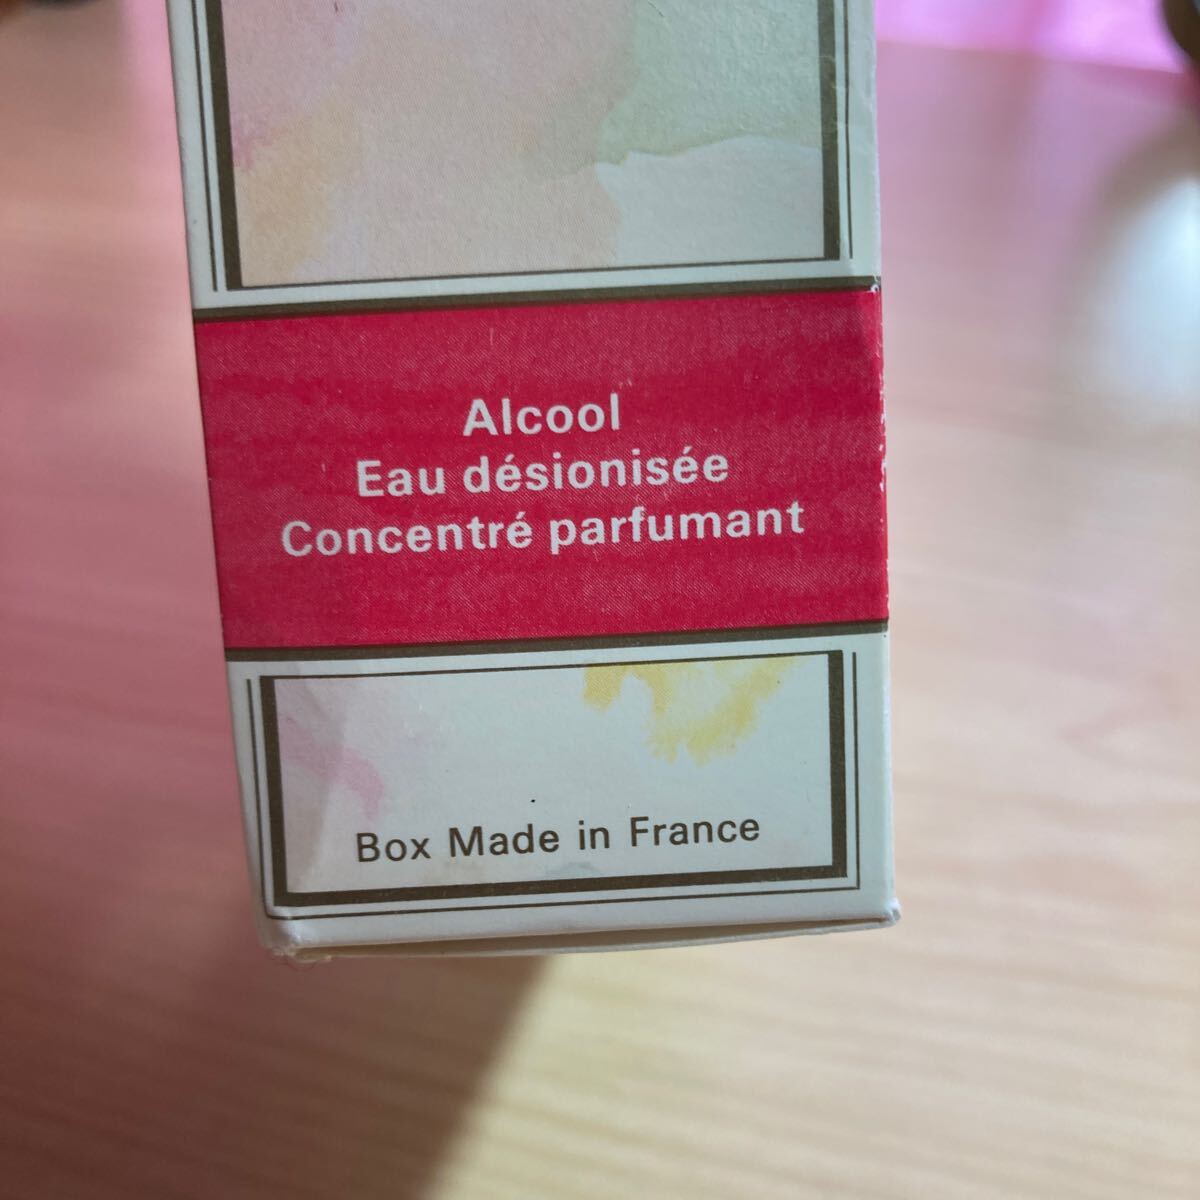 Alcool
Eau désionisée
Concentré parfumant
Box Made in France